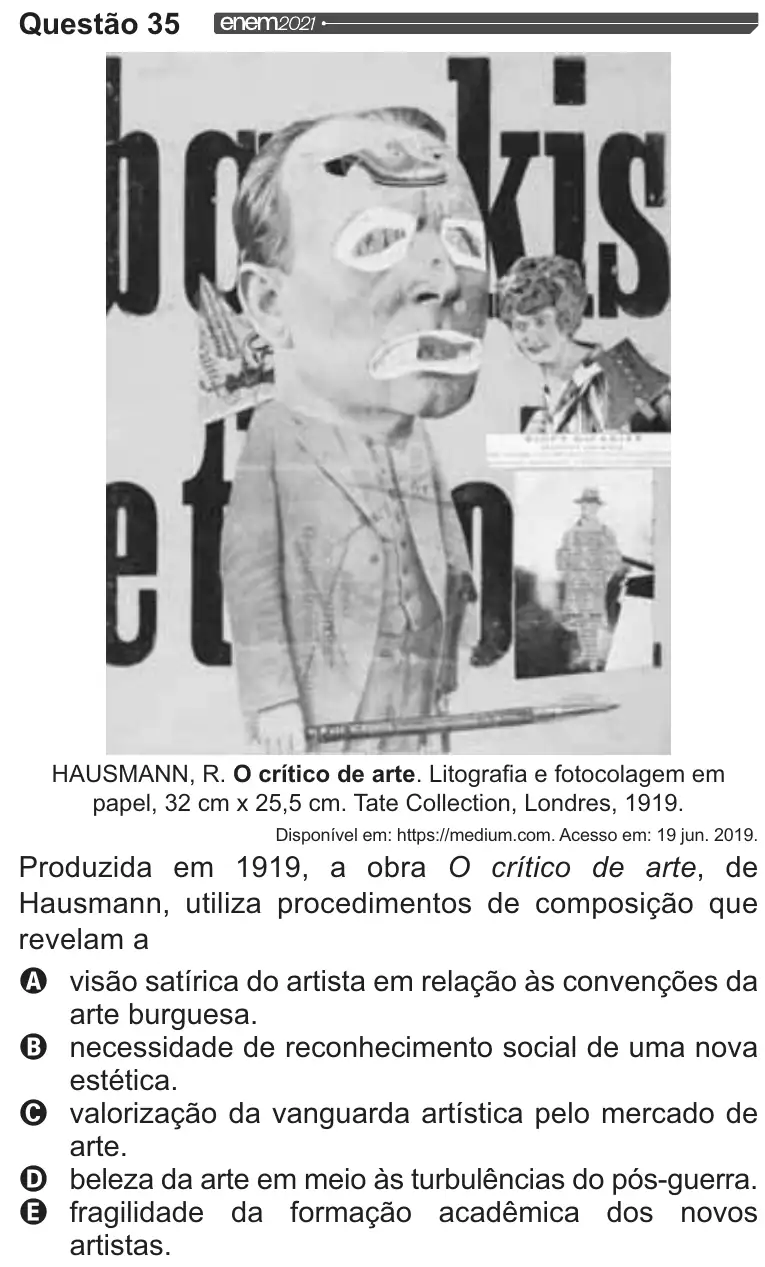 Questão 35 enem2021
kis
et
HAUSMANN, R. O crítico de arte. Litografia e fotocolagem em
papel, 32 cm x 25,5 cm. Tate Collection, Londres, 1919.
Disponível em: https://medium.com. Acesso em: 19 jun. 2019.
Produzida em 1919, a obra O crítico de arte, de
Hausmann, utiliza procedimentos de composição que
revelam a
A visão satírica do artista em relação às convenções da
arte burguesa.
B necessidade de reconhecimento social de uma nova
estética.
C valorização da vanguarda artística pelo mercado de
arte.
D beleza da arte em meio às turbulências do pós-guerra.
E fragilidade da formação acadêmica dos novos
artistas.